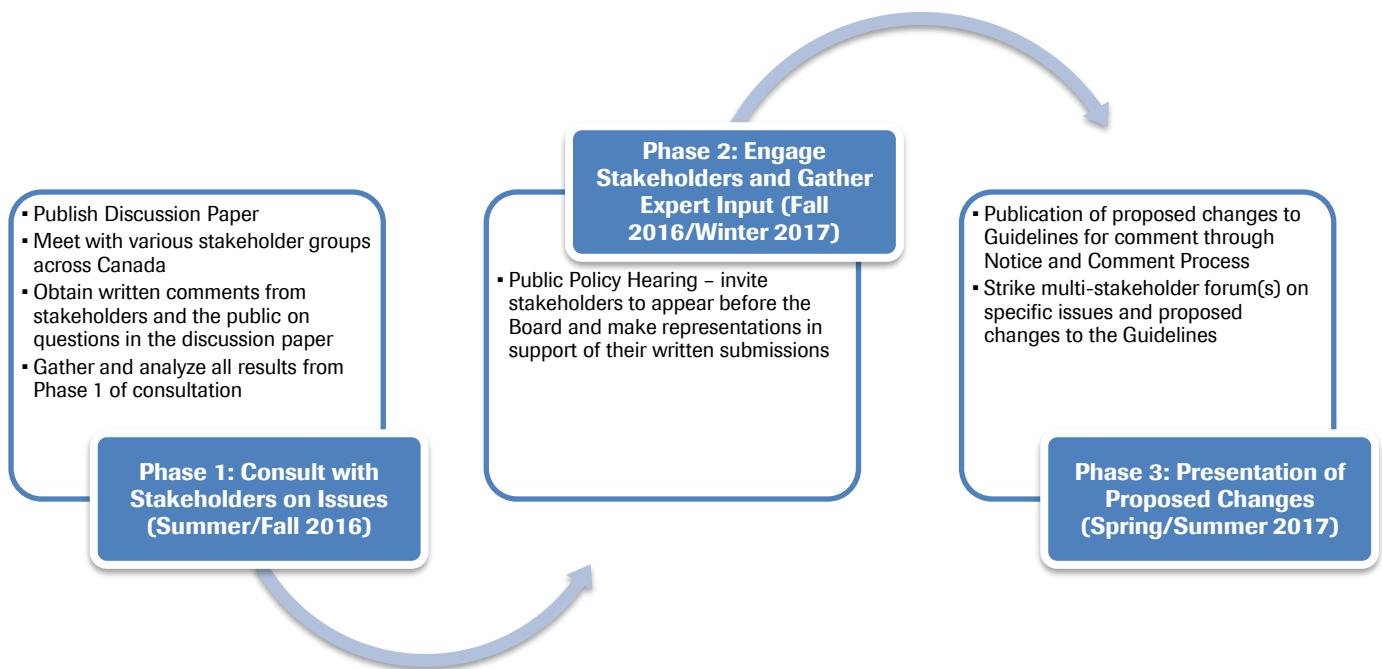 ▪ Publish Discussion Paper
▪ Meet with various stakeholder groups
across Canada
▪ Obtain written comments from
stakeholders and the public on
questions in the discussion paper
▪ Gather and analyze all results from
Phase 1 of consultation
Phase 1: Consult with
Stakeholders on Issues
(Summer/Fall 2016)
Phase 2: Engage
Stakeholders and Gather
Expert Input (Fall
2016/Winter 2017)
▪ Public Policy Hearing – invite
stakeholders to appear before the
Board and make representations in
support of their written submissions
▪ Publication of proposed changes to
Guidelines for comment through
Notice and Comment Process
▪ Strike multi-stakeholder forum(s) on
specific issues and proposed
changes to the Guidelines
Phase 3: Presentation of
Proposed Changes
(Spring/Summer 2017)